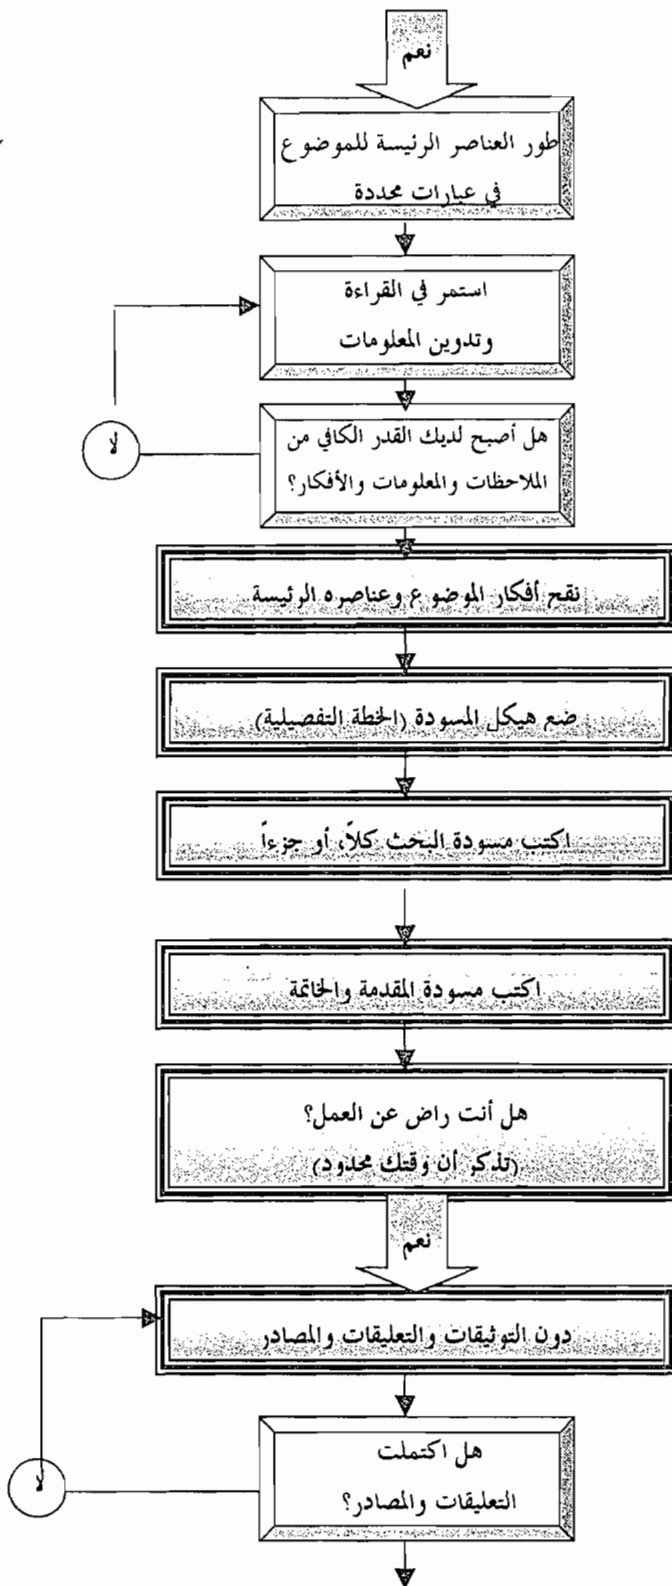 نعم
طور العناصر الرئيسة للموضوع
في عبارات محددة
استمر في القراءة
وتدوين المعلومات
هل أصبح لديك القدر الكافي من
الملاحظات والمعلومات والأفكار؟
لا
نقح أفكار الموضوع وعناصره الرئيسة
ضع هيكل المسودة (الخطة التفصيلية)
اكتب مسودة البحث كلاً، أو جزءاً
اكتب مسودة المقدمة والخاتمة
هل أنت راض عن العمل؟
(تذكر أن وقتك محدود)
نعم
دون التوثيقات والتعليقات والمصادر
هل اكتملت
التعليقات والمصادر؟
لا